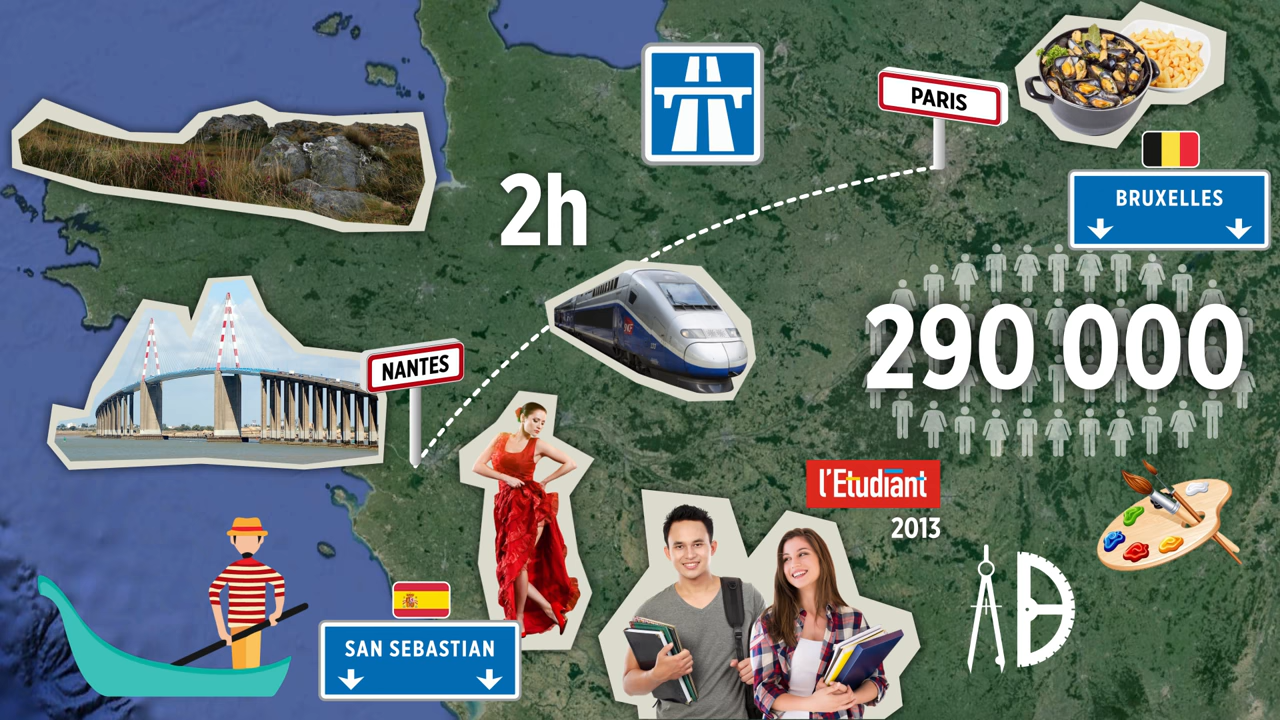 PARIS
BRUXELLES
2h
290 000
NANTES
l'Etudiant
2013
SAN SEBASTIAN